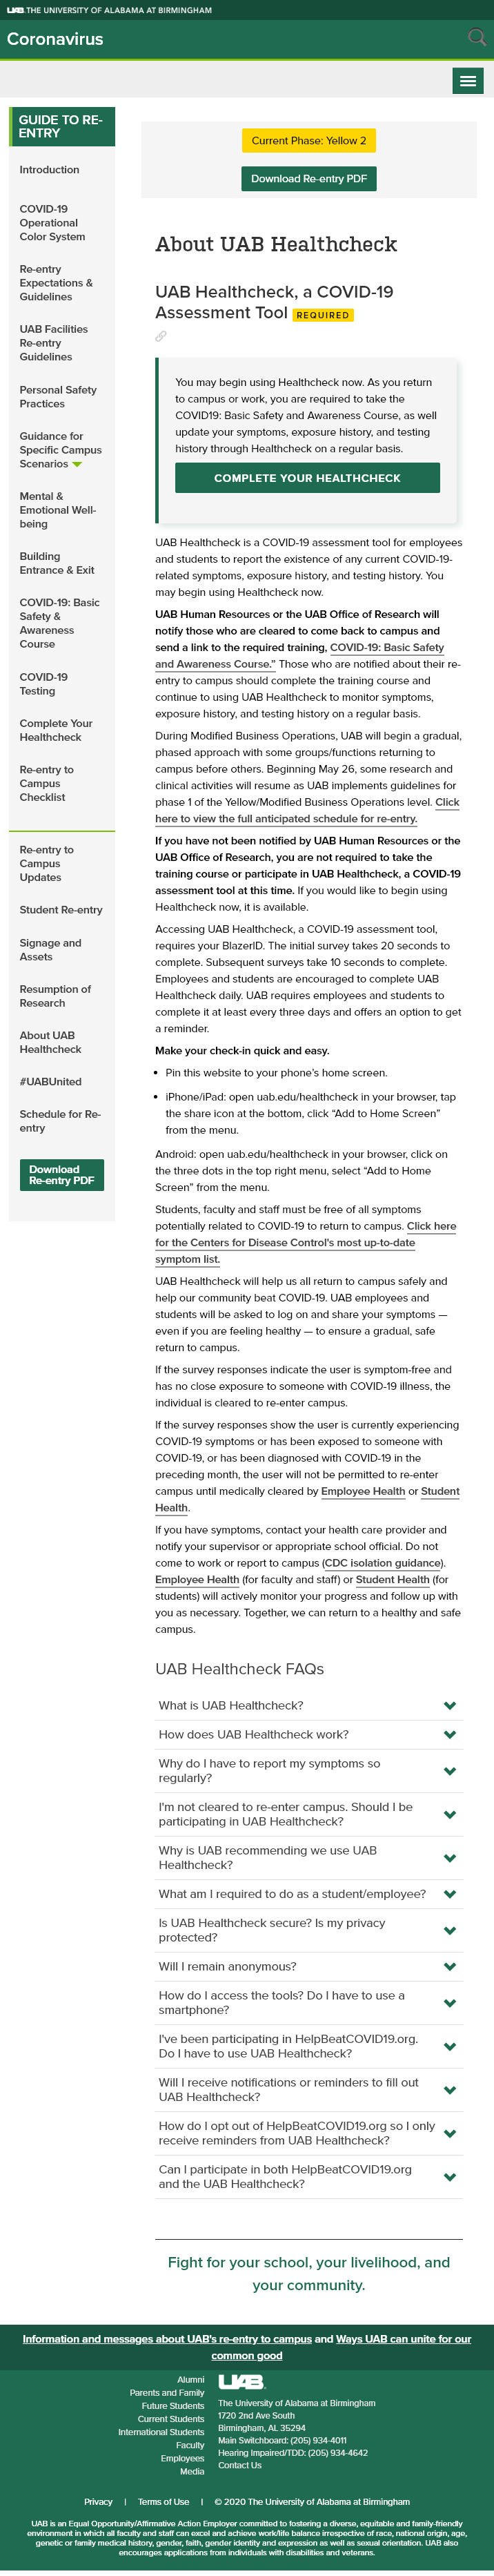 UAB THE UNIVERSITY OF ALABAMA AT BIRMINGHAM
Coronavirus
GUIDE TO RE-
ENTRY
Introduction
COVID-19
Operational
Color System
Re-entry
Expectations &
Guidelines
UAB Facilities
Re-entry
Guidelines
Personal Safety
Practices
Guidance for
Specific Campus
Scenarios
Mental &
Emotional Well-
being
Building
Entrance & Exit
COVID-19: Basic
Safety &
Awareness
Course
COVID-19
Testing
Complete Your
Healthcheck
Re-entry to
Campus
Checklist
Re-entry to
Campus
Updates
Student Re-entry
Signage and
Assets
Resumption of
Research
About UAB
Healthcheck
#UABUnited
Schedule for Re-
entry
Download
Re-entry PDF
Current Phase: Yellow 2
Download Re-entry PDF
About UAB Healthcheck
UAB Healthcheck, a COVID-19
Assessment Tool REQUIRED
You may begin using Healthcheck now. As you return
to campus or work, you are required to take the
COVID19: Basic Safety and Awareness Course, as well
update your symptoms, exposure history, and testing
history through Healthcheck on a regular basis.
COMPLETE YOUR HEALTHCHECK
UAB Healthcheck is a COVID-19 assessment tool for employees
and students to report the existence of any current COVID-19-
related symptoms, exposure history, and testing history. You
may begin using Healthcheck now.
UAB Human Resources or the UAB Office of Research will
notify those who are cleared to come back to campus and
send a link to the required training, COVID-19: Basic Safety
and Awareness Course.” Those who are notified about their re-
entry to campus should complete the training course and
continue to using UAB Healthcheck to monitor symptoms,
exposure history, and testing history on a regular basis.
During Modified Business Operations, UAB will begin a gradual,
phased approach with some groups/functions returning to
campus before others. Beginning May 26, some research and
clinical activities will resume as UAB implements guidelines for
phase 1 of the Yellow/Modified Business Operations level. Click
here to view the full anticipated schedule for re-entry.
If you have not been notified by UAB Human Resources or the
UAB Office of Research, you are not required to take the
training course or participate in UAB Healthcheck, a COVID-19
assessment tool at this time. If you would like to begin using
Healthcheck now, it is available.
Accessing UAB Healthcheck, a COVID-19 assessment tool,
requires your BlazerID. The initial survey takes 20 seconds to
complete. Subsequent surveys take 10 seconds to complete.
Employees and students are encouraged to complete UAB
Healthcheck daily. UAB requires employees and students to
complete it at least every three days and offers an option to get
a reminder.
Make your check-in quick and easy.
• Pin this website to your phone’s home screen.
• iPhone/iPad: open uab.edu/healthcheck in your browser, tap
the share icon at the bottom, click “Add to Home Screen”
from the menu.
Android: open uab.edu/healthcheck in your browser, click on
the three dots in the top right menu, select “Add to Home
Screen” from the menu.
Students, faculty and staff must be free of all symptoms
potentially related to COVID-19 to return to campus. Click here
for the Centers for Disease Control's most up-to-date
symptom list.
UAB Healthcheck will help us all return to campus safely and
help our community beat COVID-19. UAB employees and
students will be asked to log on and share your symptoms —
even if you are feeling healthy — to ensure a gradual, safe
return to campus.
If the survey responses indicate the user is symptom-free and
has no close exposure to someone with COVID-19 illness, the
individual is cleared to re-enter campus.
If the survey responses show the user is currently experiencing
COVID-19 symptoms or has been exposed to someone with
COVID-19, or has been diagnosed with COVID-19 in the
preceding month, the user will not be permitted to re-enter
campus until medically cleared by Employee Health or Student
Health.
If you have symptoms, contact your health care provider and
notify your supervisor or appropriate school official. Do not
come to work or report to campus (CDC isolation guidance).
Employee Health (for faculty and staff) or Student Health (for
students) will actively monitor your progress and follow up with
you as necessary. Together, we can return to a healthy and safe
campus.
UAB Healthcheck FAQs
What is UAB Healthcheck?
How does UAB Healthcheck work?
Why do I have to report my symptoms so
regularly?
I'm not cleared to re-enter campus. Should I be
participating in UAB Healthcheck?
Why is UAB recommending we use UAB
Healthcheck?
What am I required to do as a student/employee?
Is UAB Healthcheck secure? Is my privacy
protected?
Will I remain anonymous?
How do I access the tools? Do I have to use a
smartphone?
I've been participating in HelpBeatCOVID19.org.
Do I have to use UAB Healthcheck?
Will I receive notifications or reminders to fill out
UAB Healthcheck?
How do I opt out of HelpBeatCOVID19.org so I only
receive reminders from UAB Healthcheck?
Can I participate in both HelpBeatCOVID19.org
and the UAB Healthcheck?
Fight for your school, your livelihood, and
your community.
Information and messages about UAB's re-entry to campus and Ways UAB can unite for our
common good
Alumni
Parents and Family
Future Students
Current Students
International Students
Faculty
Employees
Media
UAB
The University of Alabama at Birmingham
1720 2nd Ave South
Birmingham, AL 35294
Main Switchboard: (205) 934-4011
Hearing Impaired/TDD: (205) 934-4642
Contact Us
Privacy | Terms of Use | © 2020 The University of Alabama at Birmingham
UAB is an Equal Opportunity/Affirmative Action Employer committed to fostering a diverse, equitable and family-friendly
environment in which all faculty and staff can excel and achieve work/life balance irrespective of race, national origin, age,
genetic or family medical history, gender, faith, gender identity and expression as well as sexual orientation. UAB also
encourages applications from individuals with disabilities and veterans.